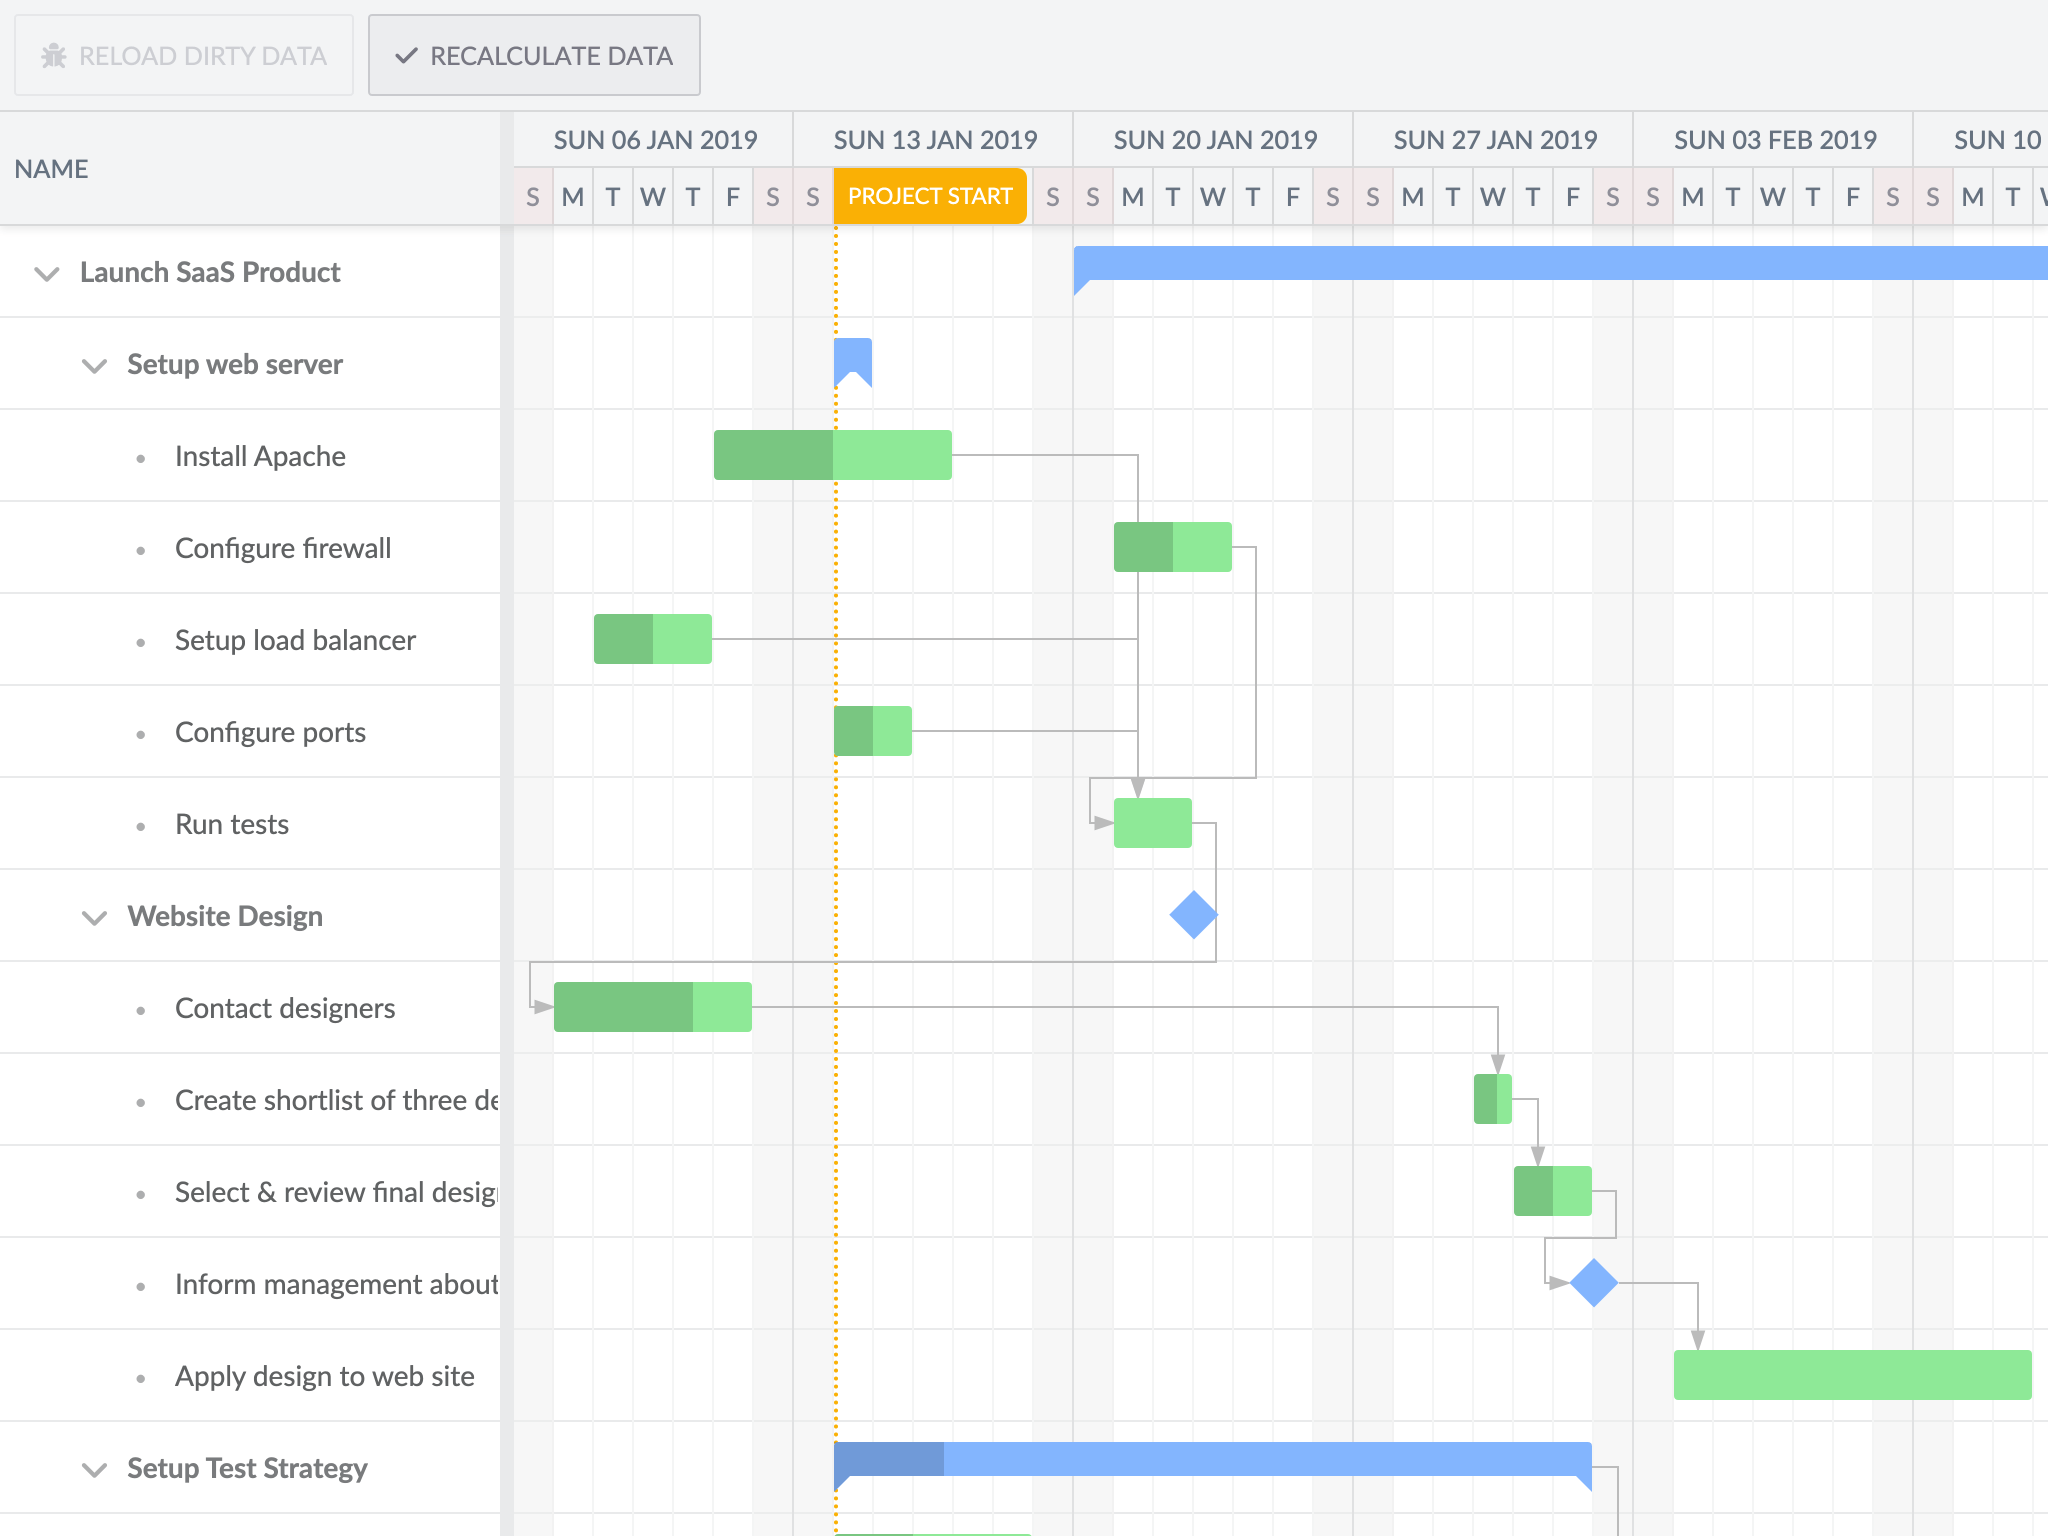 RELOAD DIRTY DATA
RECALCULATE DATA
NAME
SUN 06 JAN 2019
SUN 13 JAN 2019
SUN 20 JAN 2019
SUN 27 JAN 2019
SUN 03 FEB 2019
SUN 10
S M T W T F S
S PROJECT START S
S M T W T F S
S M T W T F S
S M T W T F S
S M T
Launch SaaS Product
Setup web server
Install Apache
Configure firewall
Setup load balancer
Configure ports
Run tests
Website Design
Contact designers
Create shortlist of three de
Select & review final desig
Inform management about
Apply design to web site
Setup Test Strategy